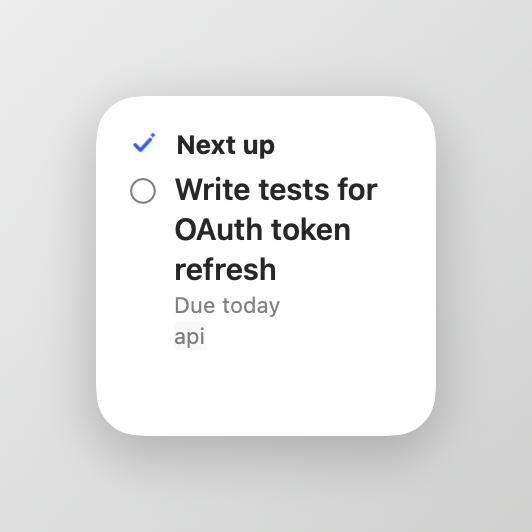 Next up
Write tests for
OAuth token
refresh
Due today
api